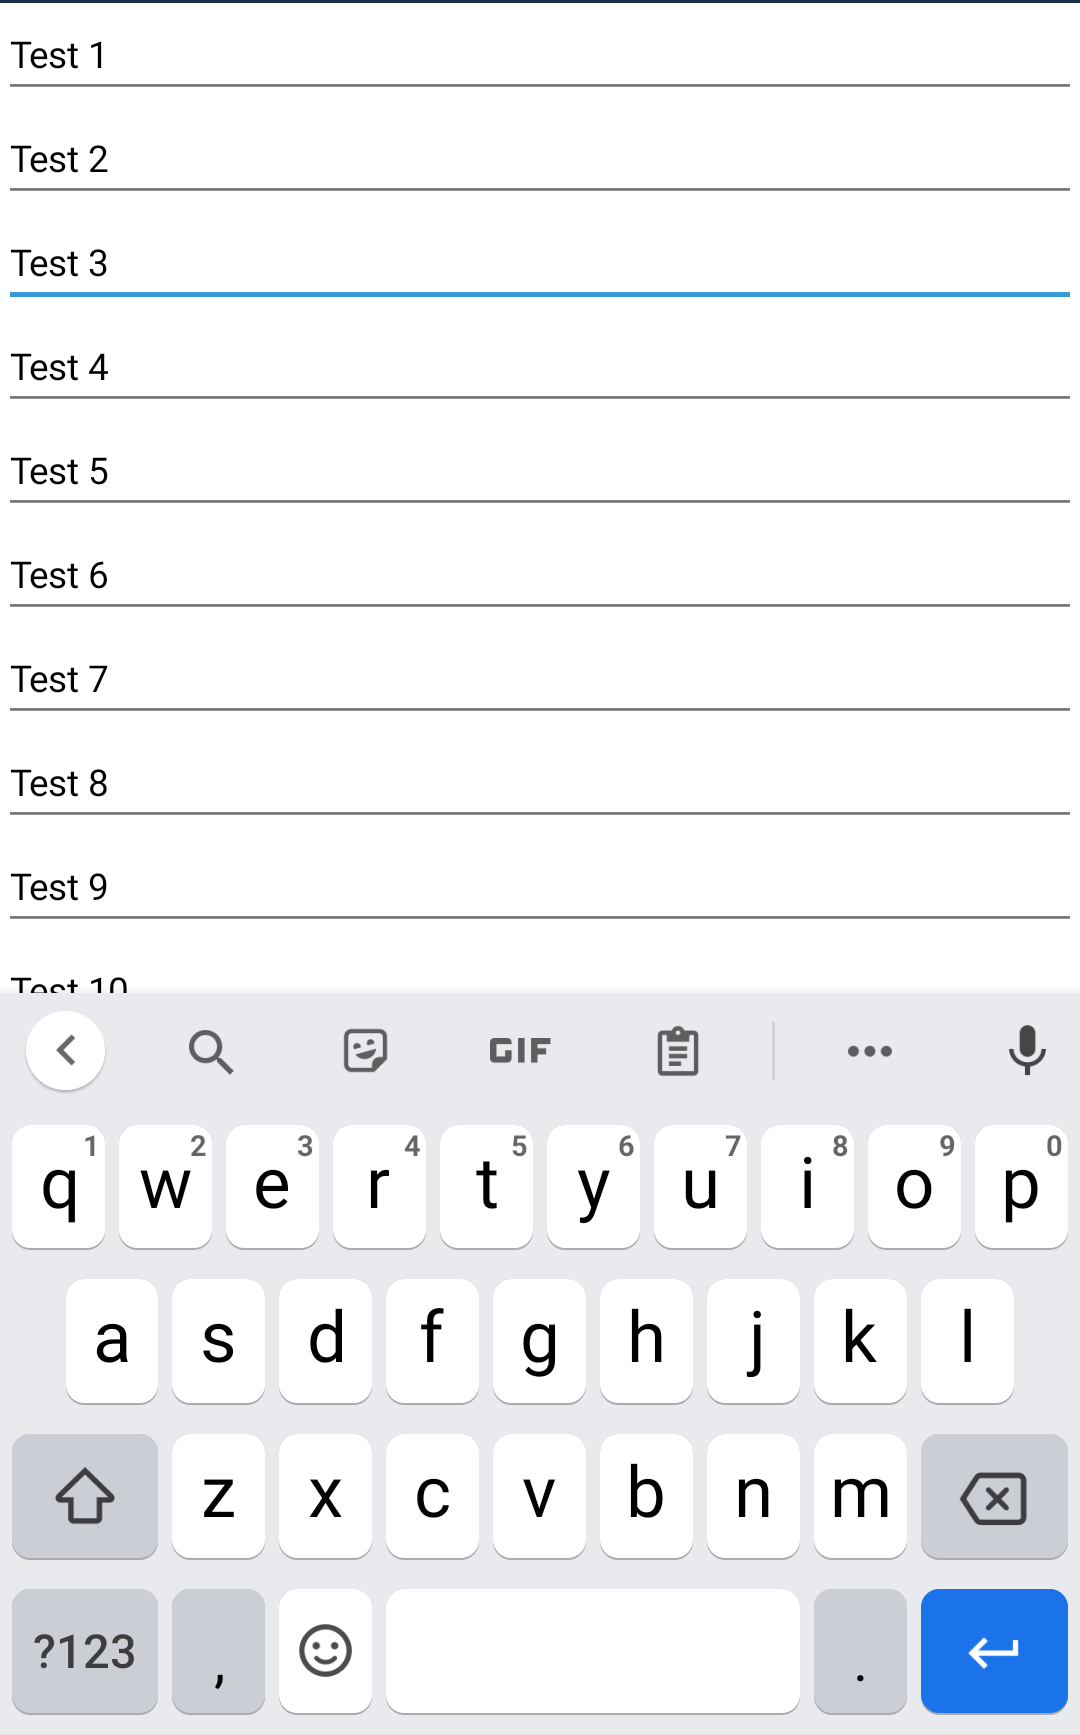 Test 1
Test 2
Test 3
Test 4
Test 5
Test 6
Test 7
Test 8
Test 9
Test 10
GIF
1 2 3 4 5 6 7 8 9 0
q w e r t y u i o p
a s d f g h j k l
z x c v b n m
?123 , .